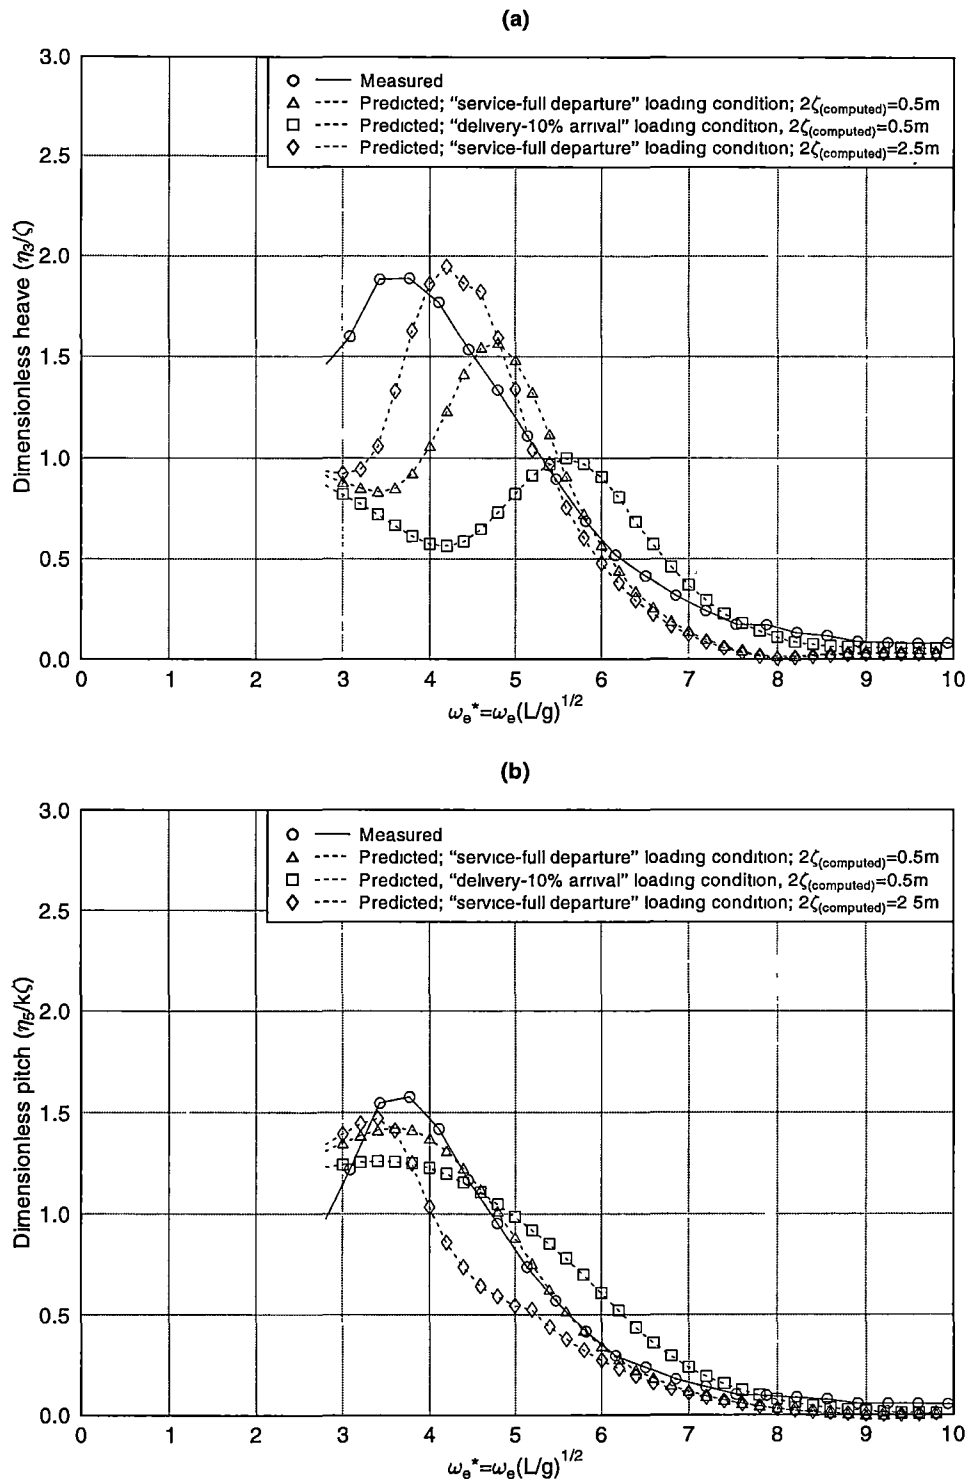 (a)
3.0
2.5
2.0
1.5
1.0
0.5
0.0
Dimensionless heave (η3/ζ)
Measured
Predicted; “service-full departure” loading condition; 2ζ(computed)=0.5m
Predicted; “delivery-10% arrival” loading condition, 2ζ(computed)=0.5m
Predicted; “service-full departure” loading condition; 2ζ(computed)=2.5m
0 1 2 3 4 5 6 7 8 9 10
ωe*=ωe(L/g)1/2
(b)
3.0
2.5
2.0
1.5
1.0
0.5
0.0
Dimensionless pitch (η5/kζ)
Measured
Predicted; “service-full departure” loading condition; 2ζ(computed)=0.5m
Predicted, “delivery-10% arrival” loading condition, 2ζ(computed)=0.5m
Predicted; “service-full departure” loading condition; 2ζ(computed)=2 5m
0 1 2 3 4 5 6 7 8 9 10
ωe*=ωe(L/g)1/2